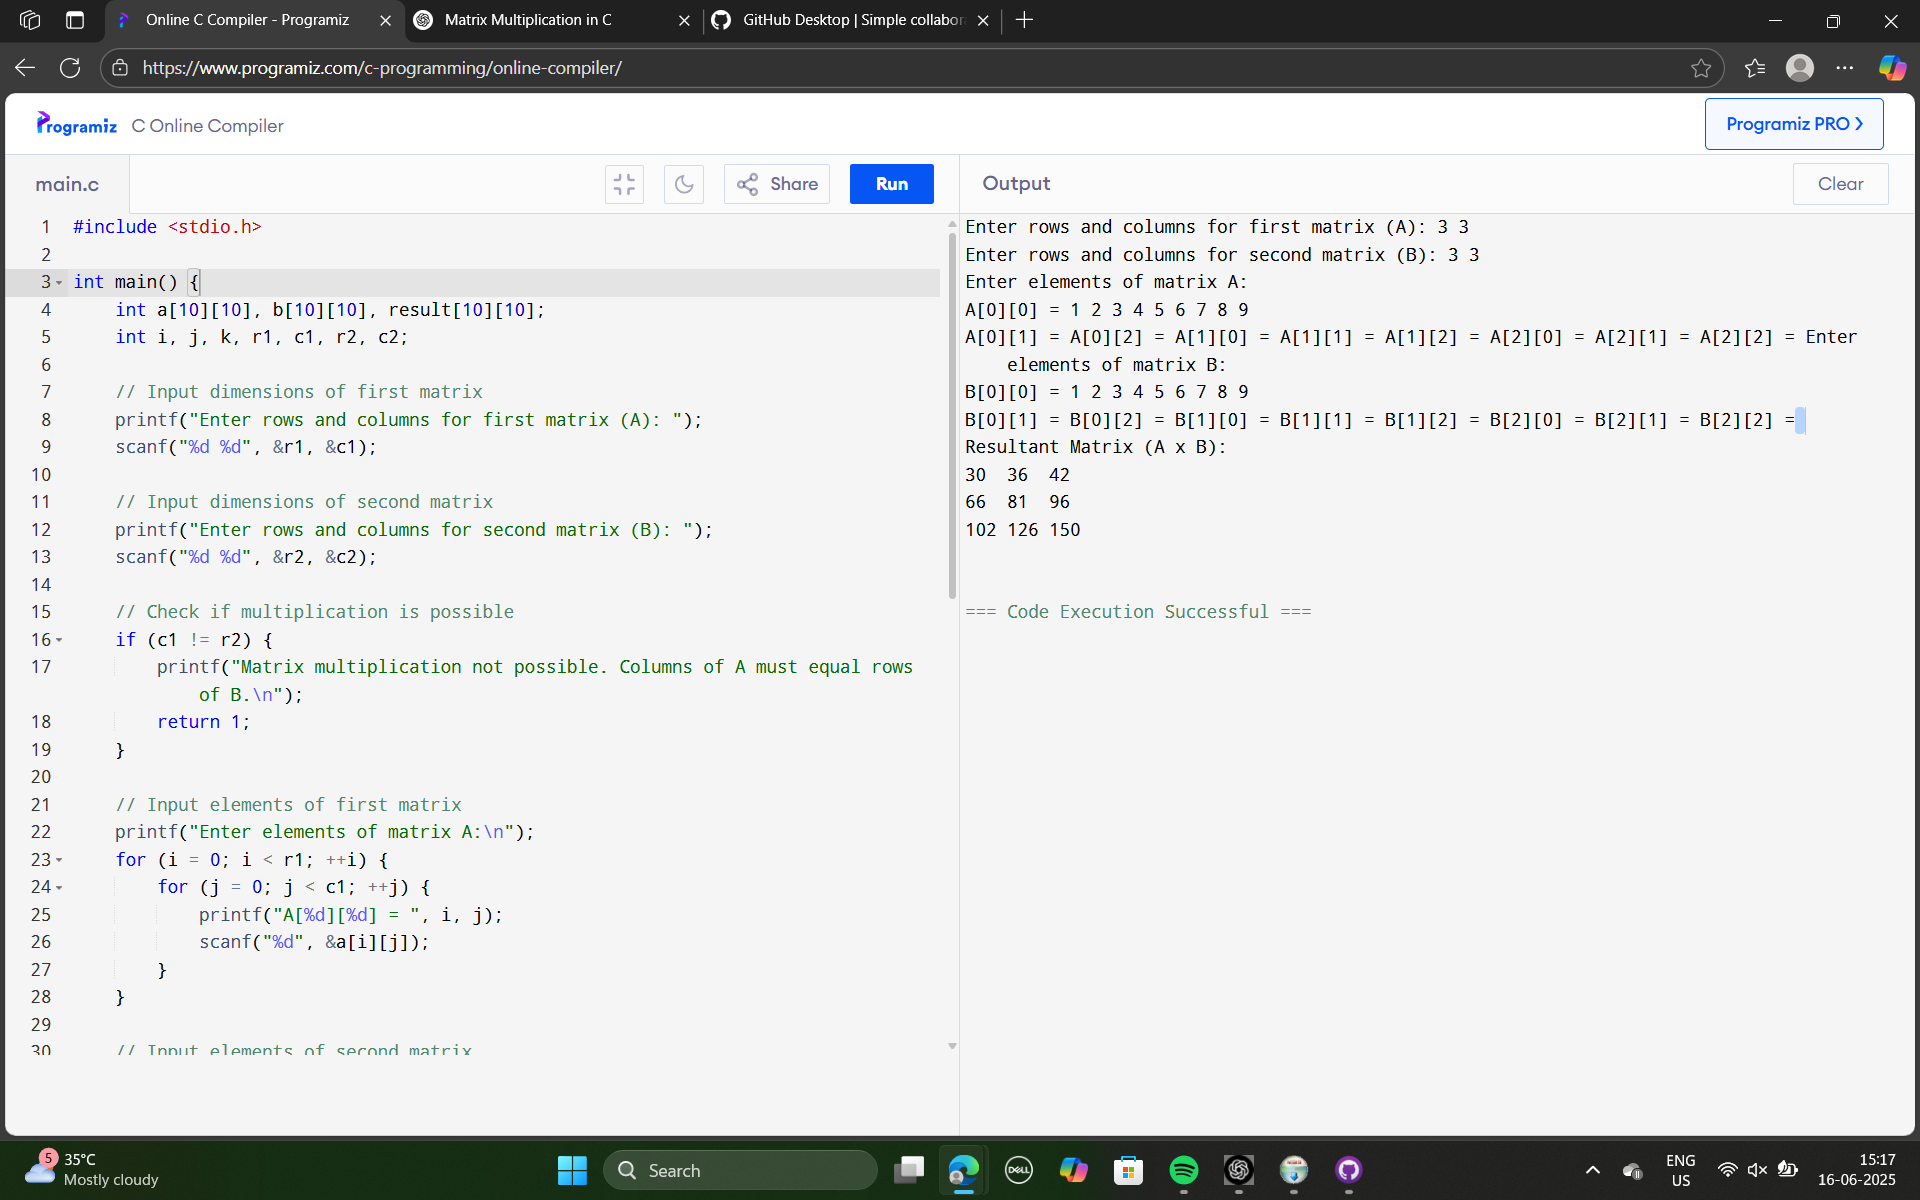 Online C Compiler - Programiz
Matrix Multiplication in C
GitHub Desktop | Simple collabor
https://www.programiz.com/c-programming/online-compiler/
Programiz
C Online Compiler
Programiz PRO
main.c
Share
Run
Output
Clear
1 #include <stdio.h>
2
3 int main() {
4 int a[10][10], b[10][10], result[10][10];
5 int i, j, k, r1, c1, r2, c2;
6
7 // Input dimensions of first matrix
8 printf("Enter rows and columns for first matrix (A): ");
9 scanf("%d %d", &r1, &c1);
10
11 // Input dimensions of second matrix
12 printf("Enter rows and columns for second matrix (B): ");
13 scanf("%d %d", &r2, &c2);
14
15 // Check if multiplication is possible
16 if (c1 != r2) {
17 printf("Matrix multiplication not possible. Columns of A must equal rows
of B.\n");
18 return 1;
19 }
20
21 // Input elements of first matrix
22 printf("Enter elements of matrix A:\n");
23 for (i = 0; i < r1; ++i) {
24 for (j = 0; j < c1; ++j) {
25 printf("A[%d][%d] = ", i, j);
26 scanf("%d", &a[i][j]);
27 }
28 }
29
30 // Input elements of second matrix
Enter rows and columns for first matrix (A): 3 3
Enter rows and columns for second matrix (B): 3 3
Enter elements of matrix A:
A[0][0] = 1 2 3 4 5 6 7 8 9
A[0][1] = A[0][2] = A[1][0] = A[1][1] = A[1][2] = A[2][0] = A[2][1] = A[2][2] = Enter
elements of matrix B:
B[0][0] = 1 2 3 4 5 6 7 8 9
B[0][1] = B[0][2] = B[1][0] = B[1][1] = B[1][2] = B[2][0] = B[2][1] = B[2][2] =
Resultant Matrix (A x B):
30 36 42
66 81 96
102 126 150
=== Code Execution Successful ===
5
35°C
Mostly cloudy
Search
DELL
ENG
US
15:17
16-06-2025